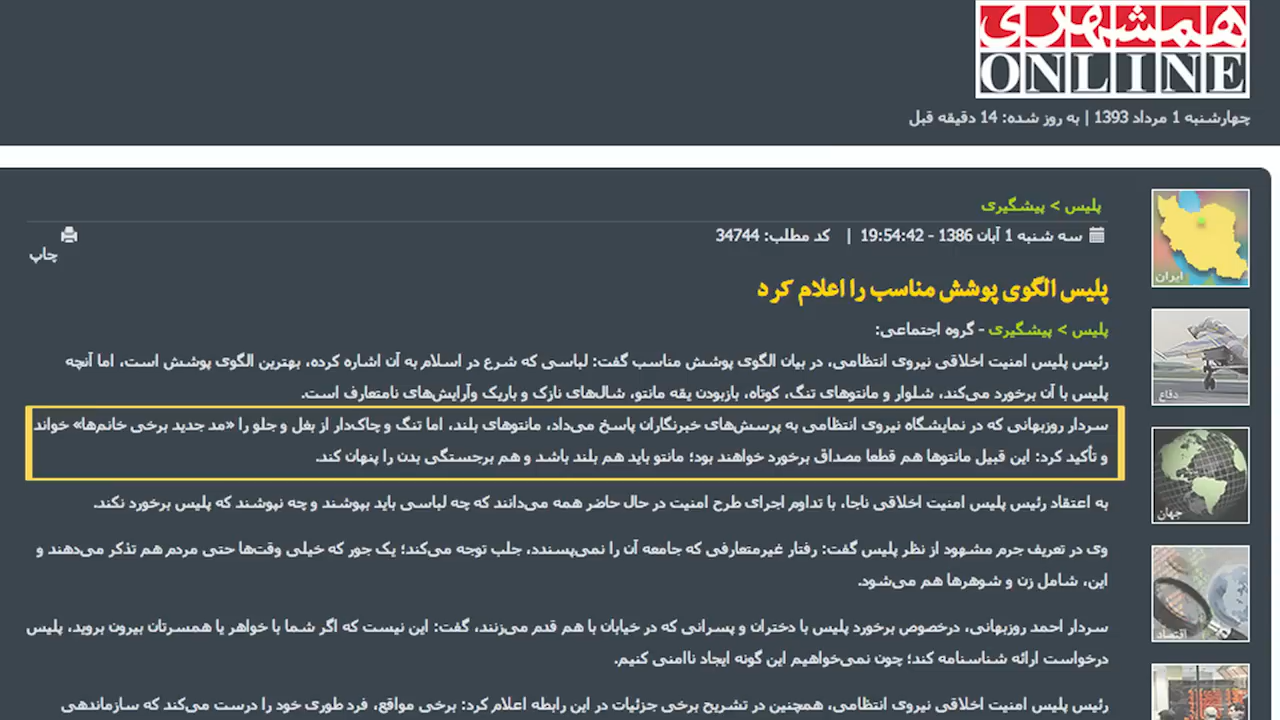 همشهری
ONLINE
چهارشنبه 1 مرداد 1393 | به روز شده: 14 دقیقه قبل
پلیس > پیشگیری
سه شنبه 1 آبان 1386 - 19:54:42 | کد مطلب: 34744
چاپ
پلیس الگوی پوشش مناسب را اعلام کرد
پلیس > پیشگیری - گروه اجتماعی:
رئیس پلیس امنیت اخلاقی نیروی انتظامی، در بیان الگوی پوشش مناسب گفت: لباسی که شرع در اسلام به آن اشاره کرده، بهترین الگوی پوشش است، اما آنچه
پلیس با آن برخورد می‌کند، شلوار و مانتوهای تنگ، کوتاه، بازبودن یقه مانتو، شال‌های نازک و باریک وآرایش‌های نامتعارف است.
سردار روزبهانی که در نمایشگاه نیروی انتظامی به پرسش‌های خبرنگاران پاسخ می‌داد، مانتوهای بلند، اما تنگ و چاک‌دار از بغل و جلو را «مد جدید برخی خانم‌ها» خواند
و تأکید کرد: این قبیل مانتوها هم قطعا مصداق برخورد خواهند بود؛ مانتو باید هم بلند باشد و هم برجستگی بدن را پنهان کند.
به اعتقاد رئیس پلیس امنیت اخلاقی ناجا، با تداوم اجرای طرح امنیت در حال حاضر همه می‌دانند که چه لباسی باید بپوشند و چه نپوشند که پلیس برخورد نکند.
وی در تعریف جرم مشهود از نظر پلیس گفت: رفتار غیرمتعارفی که جامعه آن را نمی‌پسندد، جلب توجه می‌کند؛ یک جور که خیلی وقت‌ها حتی مردم هم تذکر می‌دهند و
این، شامل زن و شوهرها هم می‌شود.
سردار احمد روزبهانی، درخصوص برخورد پلیس با دختران و پسرانی که در خیابان با هم قدم می‌زنند، گفت: این نیست که اگر شما با خواهر یا همسرتان بیرون بروید، پلیس
درخواست ارائه شناسنامه کند؛ چون نمی‌خواهیم این گونه ایجاد ناامنی کنیم.
رئیس پلیس امنیت اخلاقی نیروی انتظامی، همچنین در تشریح برخی جزئیات در این رابطه اعلام کرد: برخی مواقع، فرد طوری خود را درست می‌کند که سازماندهی
ایران
دفاع
جهان
اقتصاد